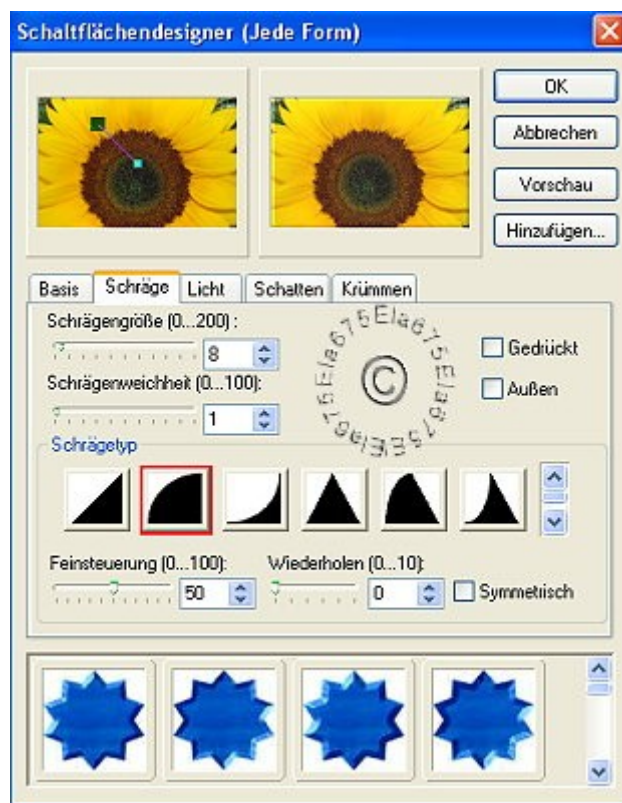 Schaltflächendesigner (Jede Form)
OK
Abbrechen
Vorschau
Hinzufügen...
Basis Schräge Licht Schatten Krümmen
Schrägengröße (0...200) :
8
Gedrückt
Schrägenweichheit (0...100):
1
Außen
©
Ela675Ela675Ela675Ela675Ela675
Schrägetyp
Feinsteuerung (0...100): Wiederholen (0...10):
50 0 Symmetrisch